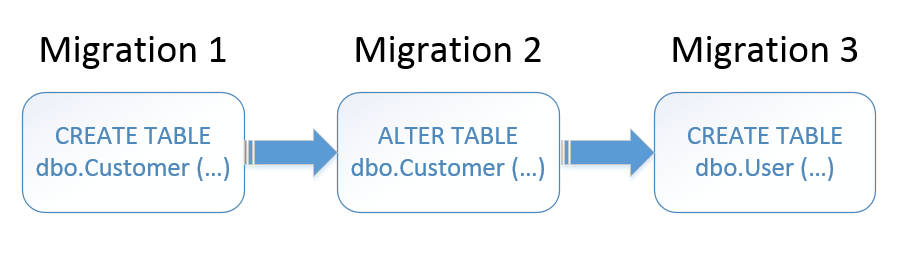 Migration 1
Migration 2
Migration 3
CREATE TABLE
dbo.Customer (...)
ALTER TABLE
dbo.Customer (...)
CREATE TABLE
dbo.User (...)